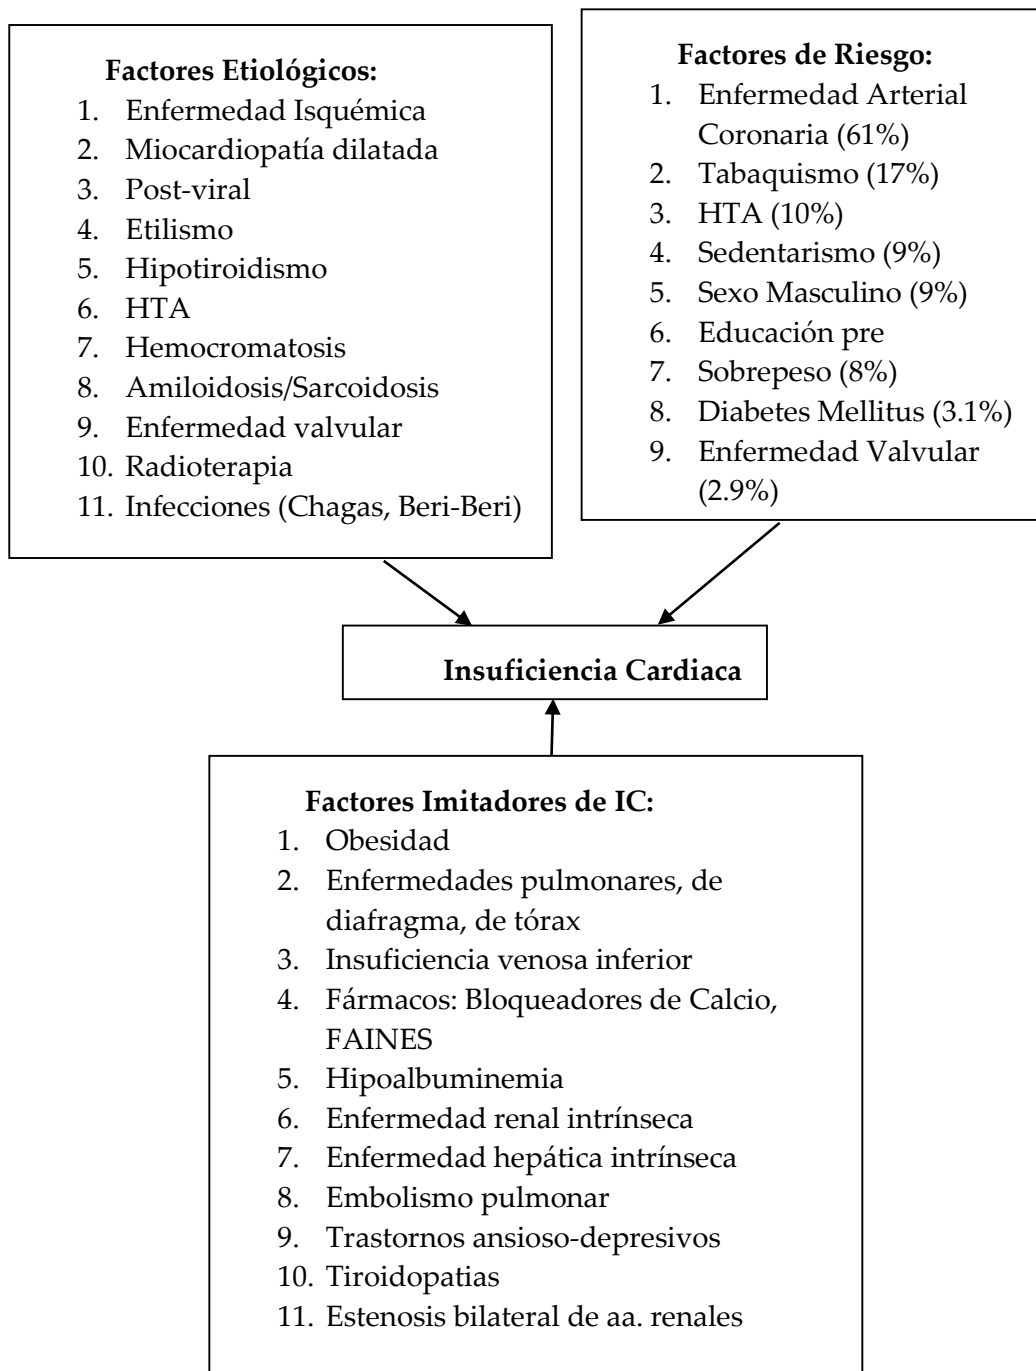 Factores Etiológicos:
1. Enfermedad Isquémica
2. Miocardiopatía dilatada
3. Post-viral
4. Etilismo
5. Hipotiroidismo
6. HTA
7. Hemocromatosis
8. Amiloidosis/Sarcoidosis
9. Enfermedad valvular
10. Radioterapia
11. Infecciones (Chagas, Beri-Beri)
Factores de Riesgo:
1. Enfermedad Arterial
Coronaria (61%)
2. Tabaquismo (17%)
3. HTA (10%)
4. Sedentarismo (9%)
5. Sexo Masculino (9%)
6. Educación pre
7. Sobrepeso (8%)
8. Diabetes Mellitus (3.1%)
9. Enfermedad Valvular
(2.9%)
Insuficiencia Cardiaca
Factores Imitadores de IC:
1. Obesidad
2. Enfermedades pulmonares, de
diafragma, de tórax
3. Insuficiencia venosa inferior
4. Fármacos: Bloqueadores de Calcio,
FAINES
5. Hipoalbuminemia
6. Enfermedad renal intrínseca
7. Enfermedad hepática intrínseca
8. Embolismo pulmonar
9. Trastornos ansioso-depresivos
10. Tiroidopatias
11. Estenosis bilateral de aa. renales